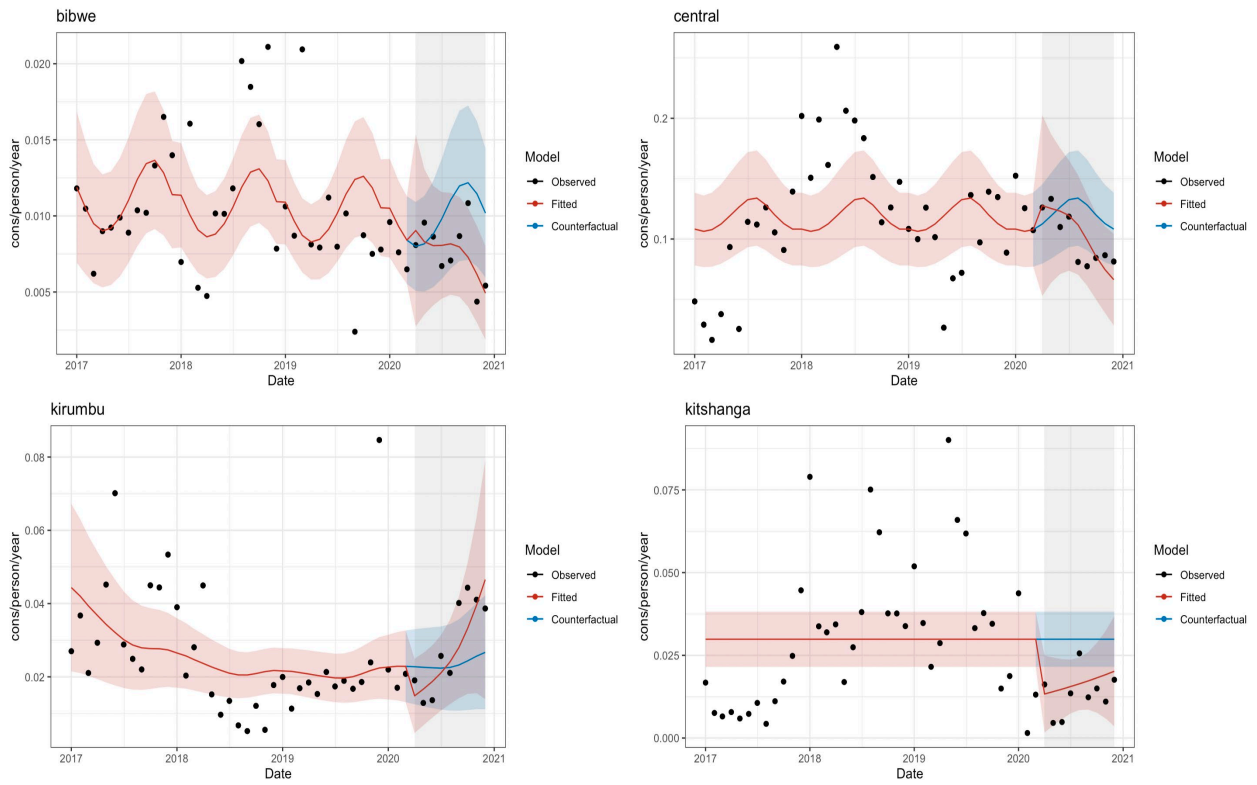 bibwe
cons/person/year
0.020
0.015
0.010
0.005
2017 2018 2019 2020 2021
Date
Model
Observed
Fitted
Counterfactual
central
cons/person/year
0.2
0.1
2017 2018 2019 2020 2021
Date
Model
Observed
Fitted
Counterfactual
kirumbu
cons/person/year
0.08
0.06
0.04
0.02
2017 2018 2019 2020 2021
Date
Model
Observed
Fitted
Counterfactual
kitshanga
cons/person/year
0.075
0.050
0.025
0.000
2017 2018 2019 2020 2021
Date
Model
Observed
Fitted
Counterfactual